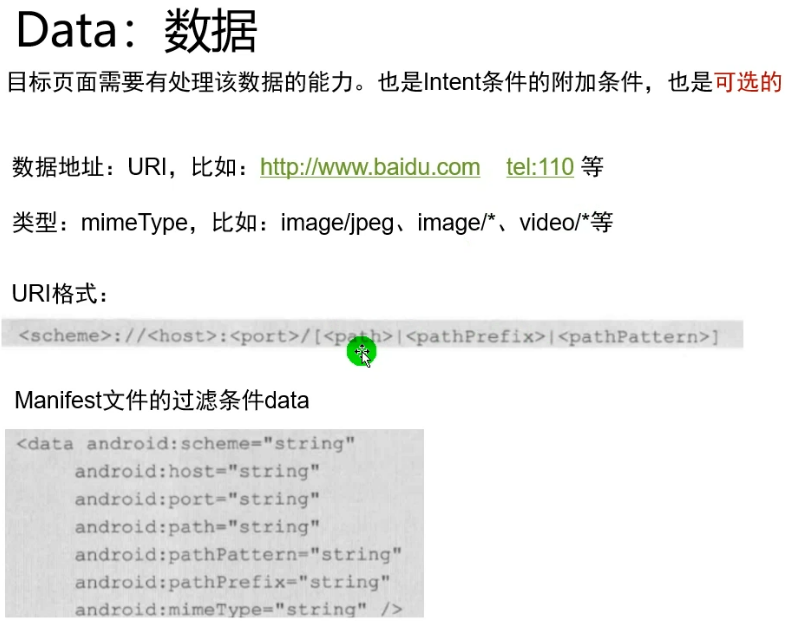 Data：数据
目标页面需要有处理该数据的能力。也是Intent条件的附加条件，也是可选的
数据地址：URI，比如：http://www.baidu.com tel:110 等
类型：mimeType，比如：image/jpeg、image/*、video/*等
URI格式：
<scheme>://<host>:<port>/[<path>|<pathPrefix>|<pathPattern>]
Manifest文件的过滤条件data
<data android:scheme="string"
android:host="string"
android:port="string"
android:path="string"
android:pathPattern="string"
android:pathPrefix="string"
android:mimeType="string" />